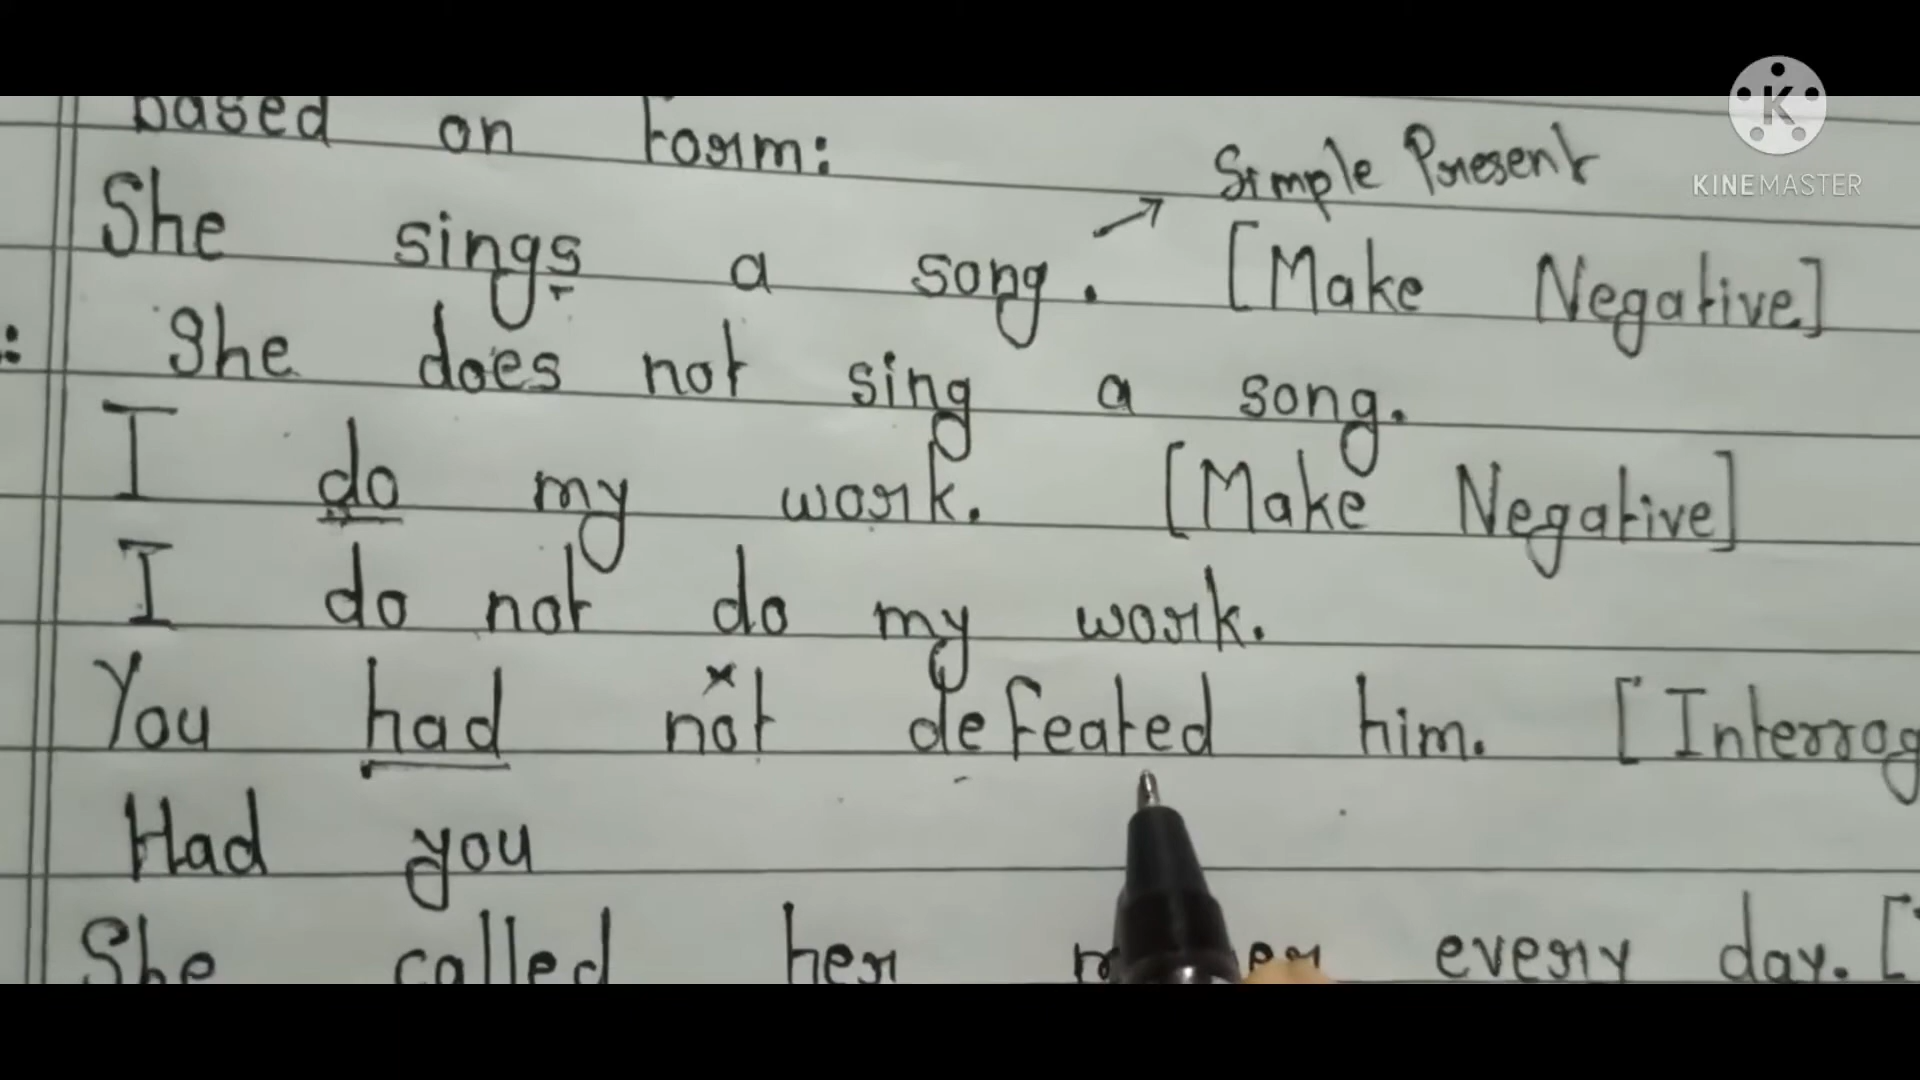 based on Form:
Simple Present
She sings a song. → [Make Negative]
: She does not sing a song.
I do my work. [Make Negative]
I do not do my work.
You had not defeated him. [Interrog
Had you
She called her every day. [
K
KINEMASTER